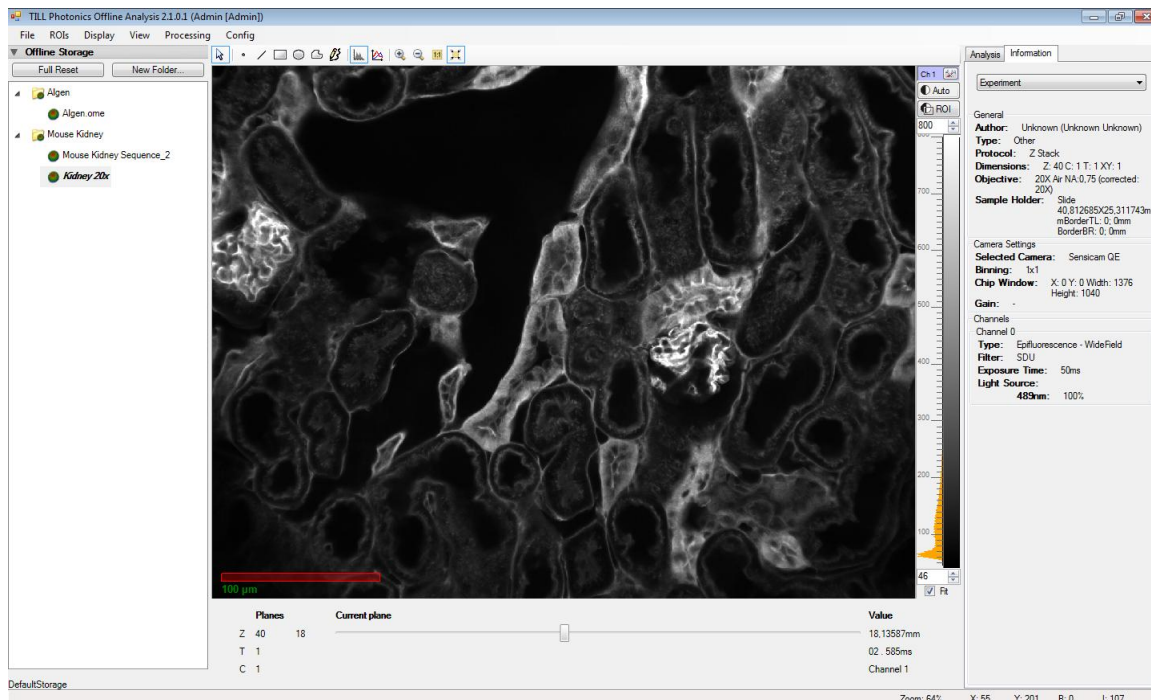 TILL Photonics Offline Analysis 2.1.0.1 (Admin [Admin])
File ROIs Display View Processing Config
Offline Storage
Full Reset New Folder...
Algen
Algen.ome
Mouse Kidney
Mouse Kidney Sequence_2
Kidney 20x
1:1
100 µm
Ch 1
Auto
ROI
800
800
700
600
500
400
300
200
100
46
Fit
Planes Current plane Value
Z 40 18 18,13587mm
T 1 02 . 585ms
C 1 Channel 1
Analysis Information
Experiment
General
Author: Unknown (Unknown Unknown)
Type: Other
Protocol: Z Stack
Dimensions: Z: 40 C: 1 T: 1 XY: 1
Objective: 20X Air NA:0,75 (corrected:
20X)
Sample Holder: Slide
40,812685X25,311743m
mBorderTL: 0; 0mm
BorderBR: 0; 0mm
Camera Settings
Selected Camera: Sensicam QE
Binning: 1x1
Chip Window: X: 0 Y: 0 Width: 1376
Height: 1040
Gain: -
Channels
Channel 0
Type: Epifluorescence - WideField
Filter: SDU
Exposure Time: 50ms
Light Source:
489nm: 100%
DefaultStorage
Zoom: 64% X: 55 Y: 201 B: 0 I: 107